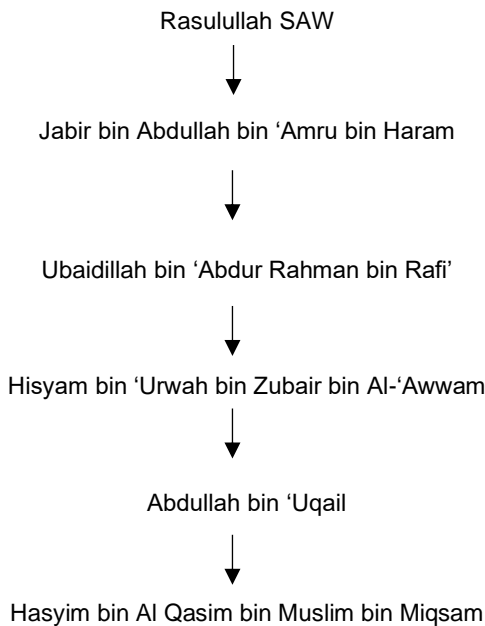 Rasulullah SAW
Jabir bin Abdullah bin ‘Amru bin Haram
Ubaidillah bin ‘Abdur Rahman bin Rafi’
Hisyam bin ‘Urwah bin Zubair bin Al-‘Awwam
Abdullah bin ‘Uqail
Hasyim bin Al Qasim bin Muslim bin Miqsam